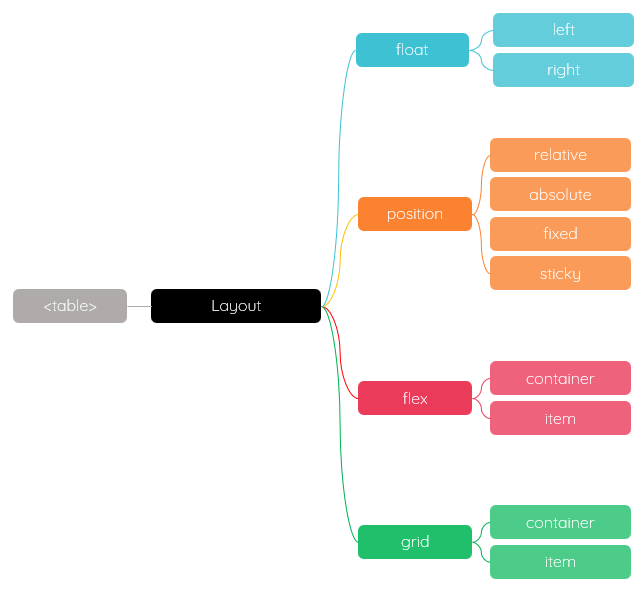 <table>
Layout
float
left
right
position
relative
absolute
fixed
sticky
flex
container
item
grid
container
item